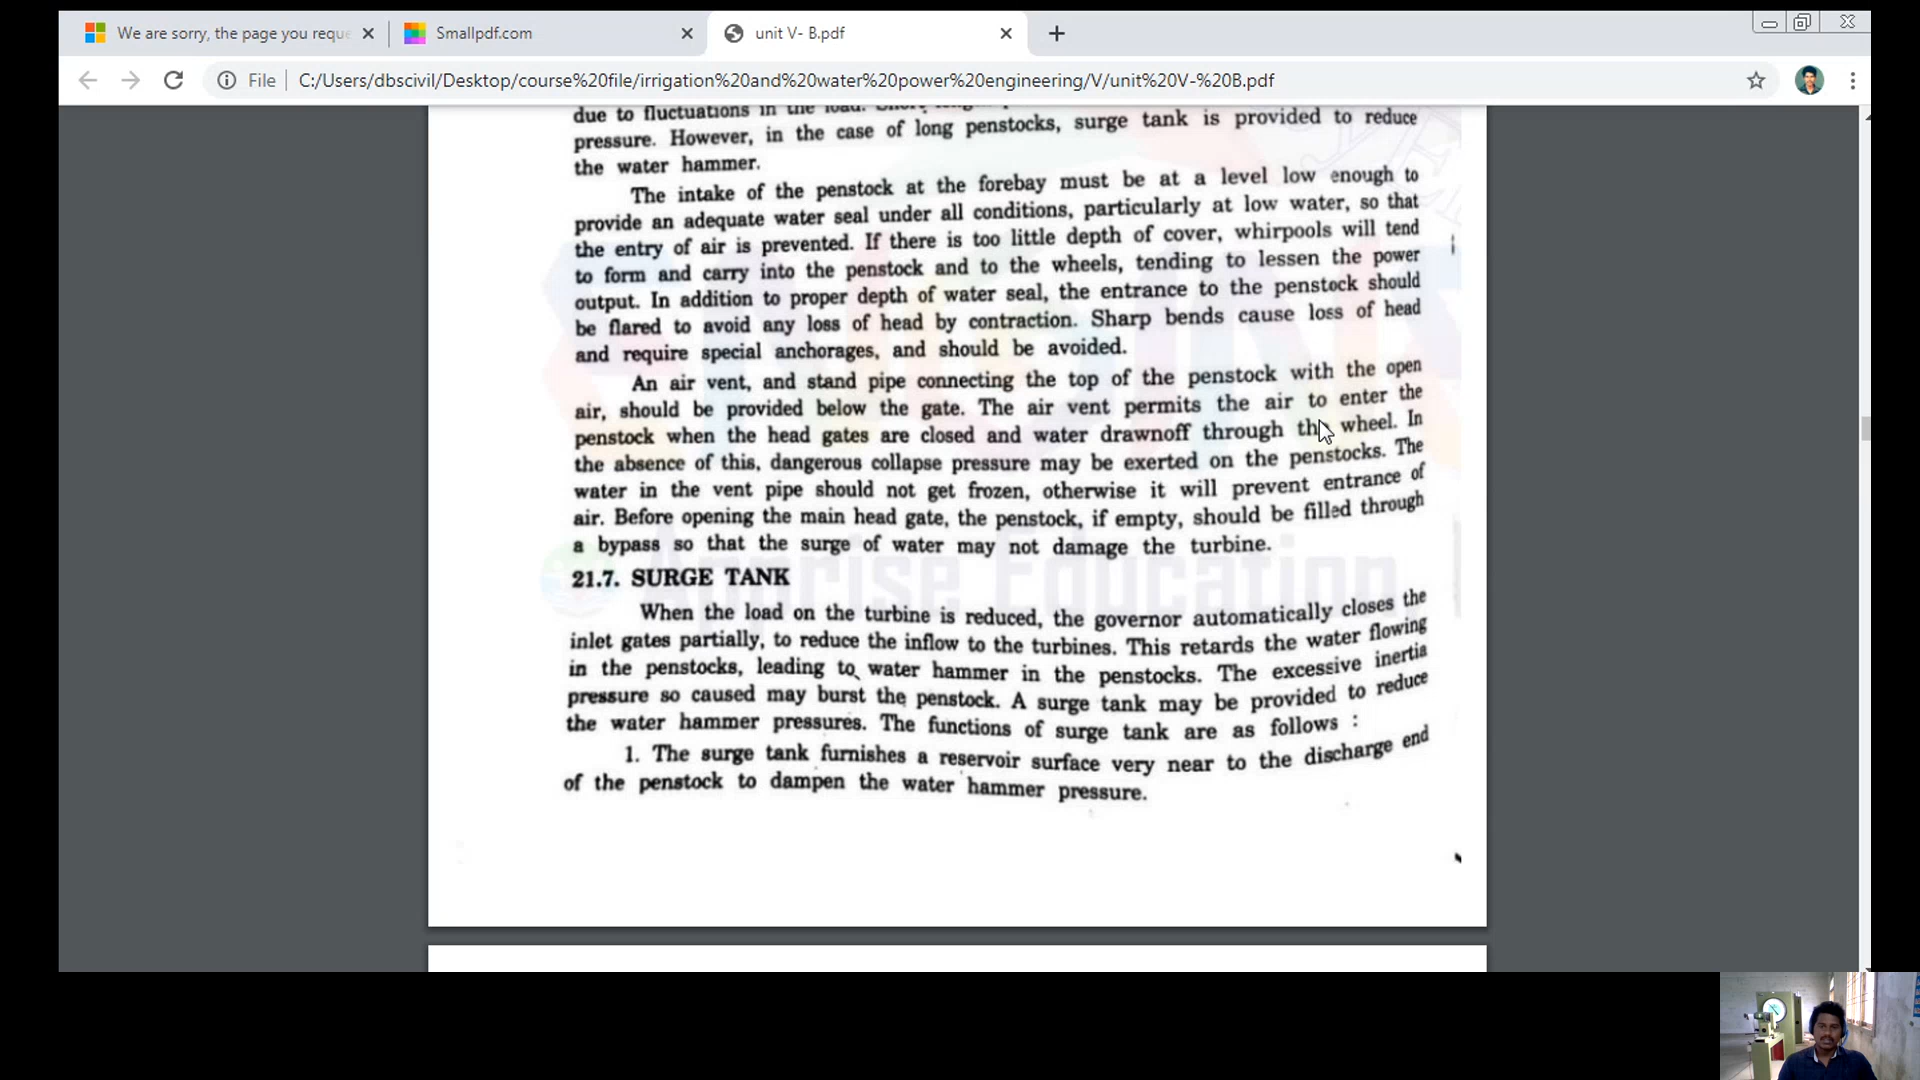 We are sorry, the page you reque
Smallpdf.com
unit V- B.pdf
File
C:/Users/dbscivil/Desktop/course%20file/irrigation%20and%20water%20power%20engineering/V/unit%20V-%20B.pdf
due to fluctuations in the load.
pressure. However, in the case of long penstocks, surge tank is provided to reduce
the water hammer.
The intake of the penstock at the forebay must be at a level low enough to
provide an adequate water seal under all conditions, particularly at low water, so that
the entry of air is prevented. If there is too little depth of cover, whirpools will tend
to form and carry into the penstock and to the wheels, tending to lessen the power
output. In addition to proper depth of water seal, the entrance to the penstock should
be flared to avoid any loss of head by contraction. Sharp bends cause loss of head
and require special anchorages, and should be avoided.
An air vent, and stand pipe connecting the top of the penstock with the open
air, should be provided below the gate. The air vent permits the air to enter the
penstock when the head gates are closed and water drawnoff through the wheel. In
the absence of this, dangerous collapse pressure may be exerted on the penstocks. The
water in the vent pipe should not get frozen, otherwise it will prevent entrance of
air. Before opening the main head gate, the penstock, if empty, should be filled through
a bypass so that the surge of water may not damage the turbine.
Apprise Education
21.7. SURGE TANK
When the load on the turbine is reduced, the governor automatically closes the
inlet gates partially, to reduce the inflow to the turbines. This retards the water flowing
in the penstocks, leading to water hammer in the penstocks. The excessive inertia
pressure so caused may burst the penstock. A surge tank may be provided to reduce
the water hammer pressures. The functions of surge tank are as follows :
1. The surge tank furnishes a reservoir surface very near to the discharge end
of the penstock to dampen the water hammer pressure.